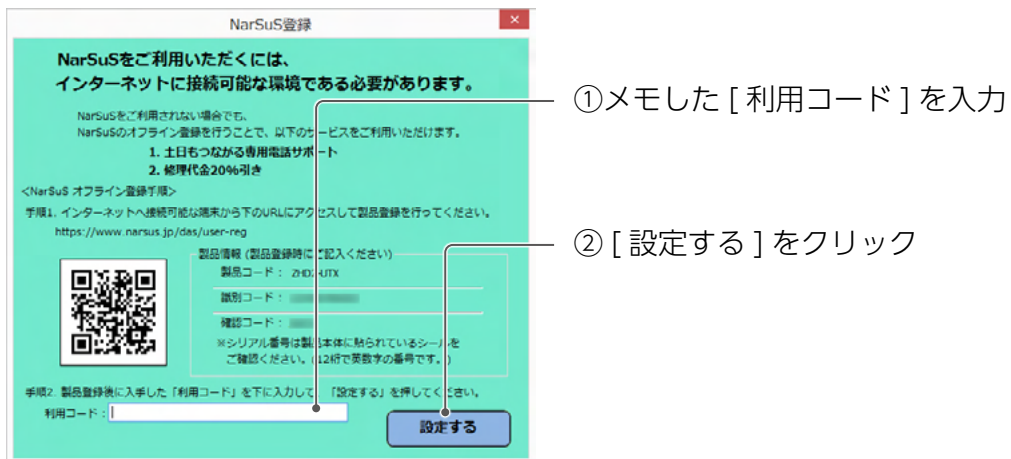 NarSuS登録
NarSuSをご利用いただくには、
インターネットに接続可能な環境である必要があります。
NarSuSをご利用されない場合でも、
NarSuSのオフライン登録を行うことで、以下のサービスをご利用いただけます。
1. 土日もつながる専用電話サポート
2. 修理代金20%引き
<NarSuS オフライン登録手順>
手順1. インターネットへ接続可能な端末から下のURLにアクセスして製品登録を行ってください。
https://www.narsus.jp/das/user-reg
製品情報 (製品登録時にご記入ください)
製品コード： ZHD2-UTX
識別コード：
確認コード：
※シリアル番号は製品本体に貼られているシールを
ご確認ください。(12桁で英数字の番号です。)
手順2. 製品登録後に入手した「利用コード」を下に入力して、「設定する」を押してください。
利用コード：
設定する
①メモした [ 利用コード ] を入力
② [ 設定する ] をクリック